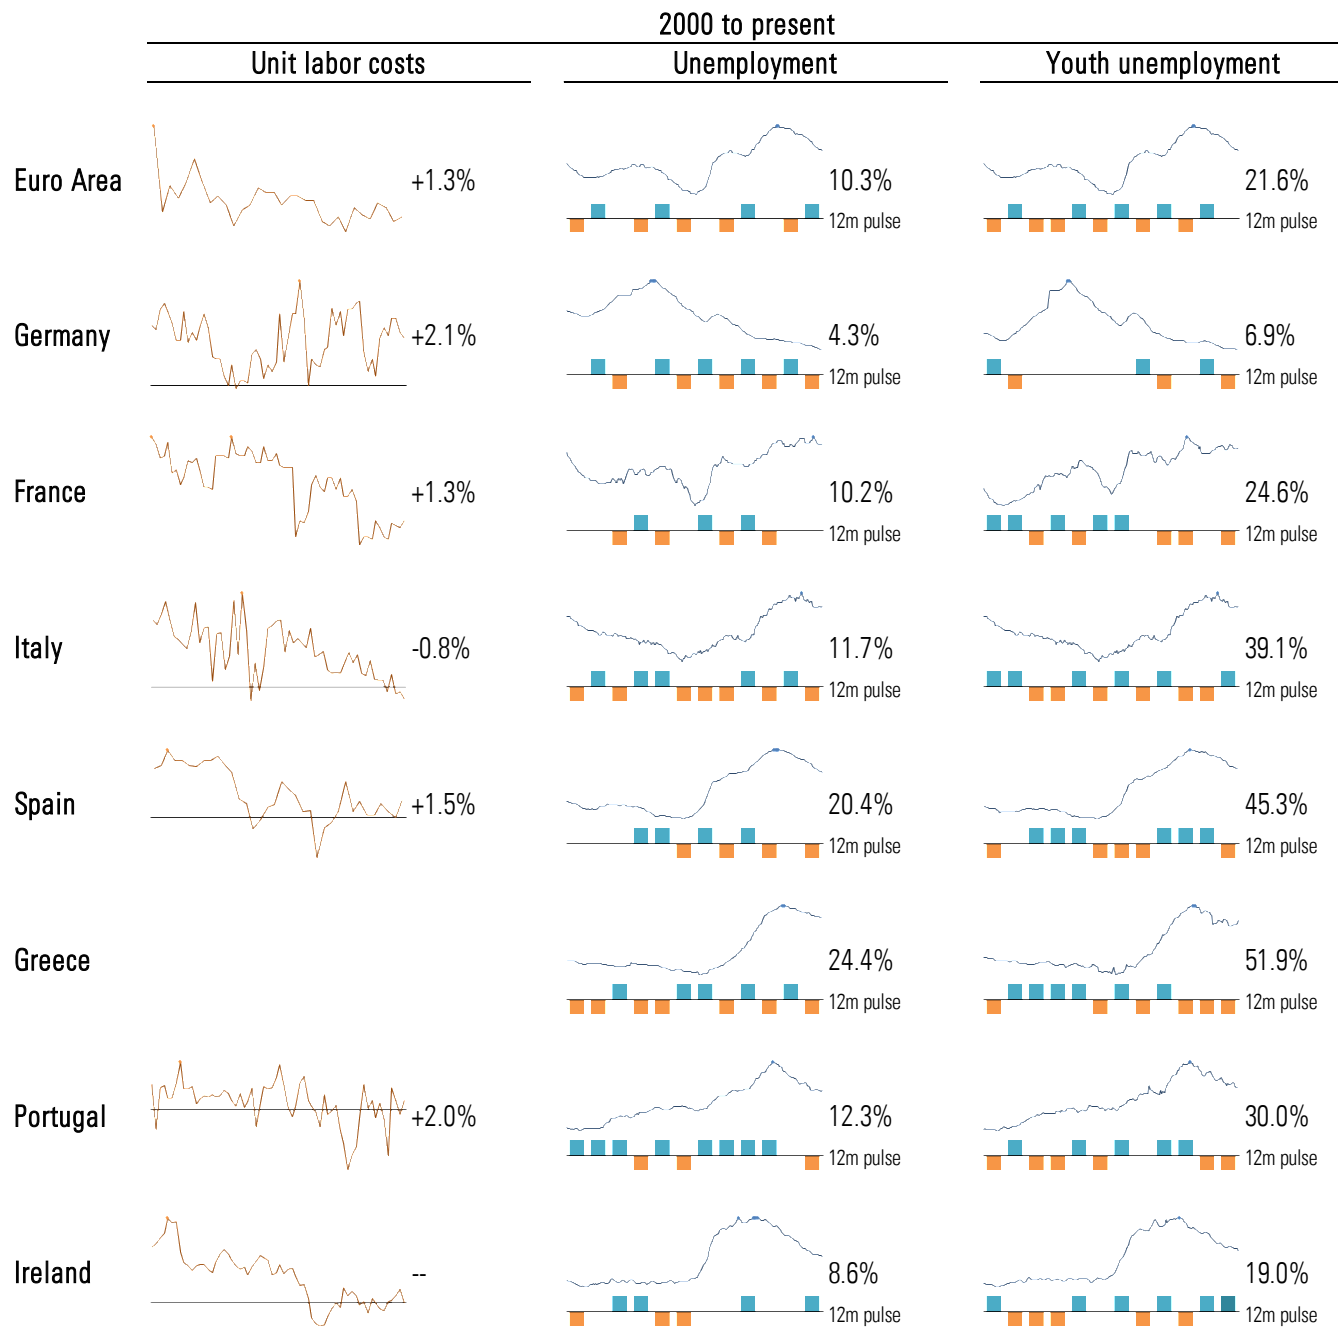 2000 to present
Unit labor costs Unemployment Youth unemployment
Euro Area +1.3% 10.3% 21.6%
12m pulse 12m pulse
Germany +2.1% 4.3% 6.9%
12m pulse 12m pulse
France +1.3% 10.2% 24.6%
12m pulse 12m pulse
Italy -0.8% 11.7% 39.1%
12m pulse 12m pulse
Spain +1.5% 20.4% 45.3%
12m pulse 12m pulse
Greece 24.4% 51.9%
12m pulse 12m pulse
Portugal +2.0% 12.3% 30.0%
12m pulse 12m pulse
Ireland -- 8.6% 19.0%
12m pulse 12m pulse